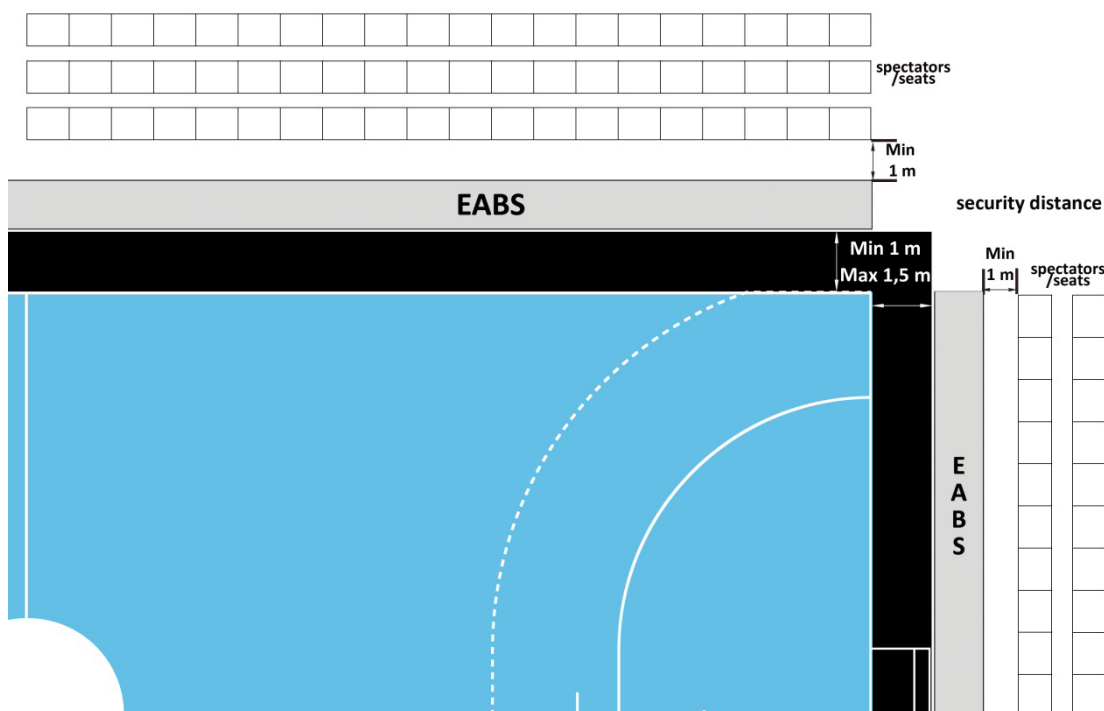 spectators
/seats
Min
1 m
EABS
security distance
Min 1 m
Max 1,5 m
Min
1 m
spectators
/seats
E
A
B
S